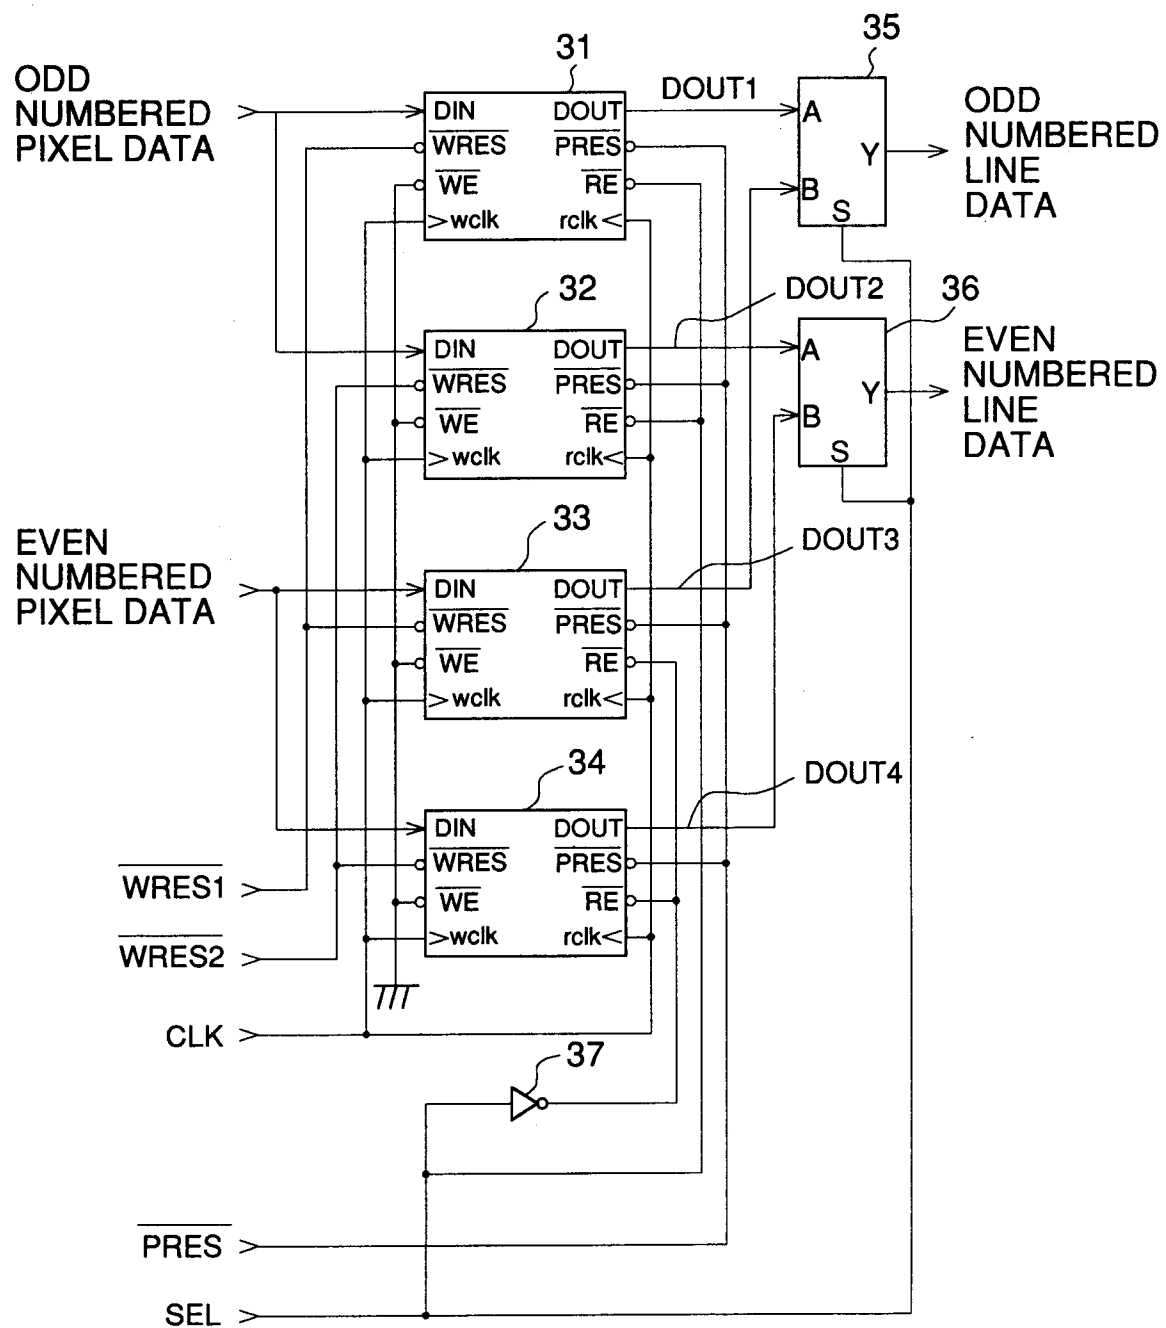 ODD
NUMBERED
PIXEL DATA
31
DIN DOUT
WRES PRES
WE RE
>wclk rclk<
DOUT1
35
A
B
Y
S
ODD
NUMBERED
LINE
DATA
32
DIN DOUT
WRES PRES
WE RE
>wclk rclk<
DOUT2
36
A
B
Y
S
EVEN
NUMBERED
LINE
DATA
EVEN
NUMBERED
PIXEL DATA
33
DIN DOUT
WRES PRES
WE RE
>wclk rclk<
DOUT3
34
DIN DOUT
WRES PRES
WE RE
>wclk rclk<
DOUT4
WRES1
WRES2
CLK
37
PRES
SEL